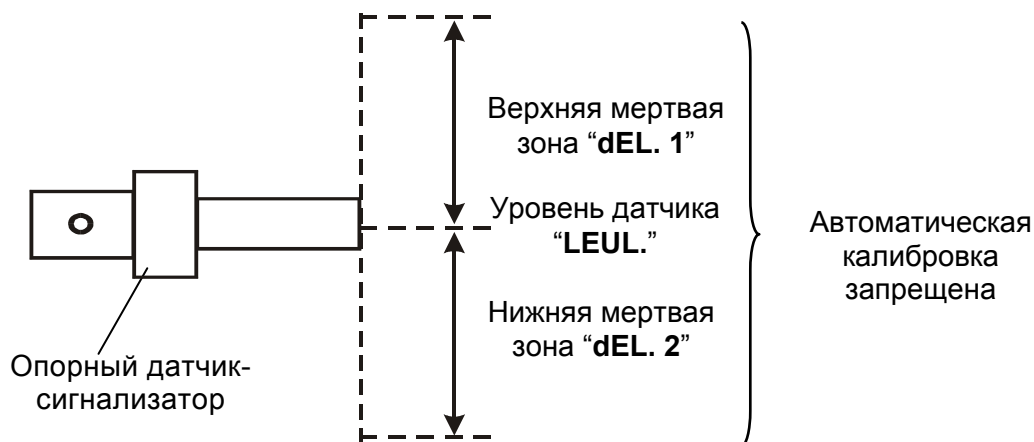 Верхняя мертвая
зона “dEL. 1”
Уровень датчика
“LEUL.”
Нижняя мертвая
зона “dEL. 2”
Автоматическая
калибровка
запрещена
Опорный датчик-
сигнализатор